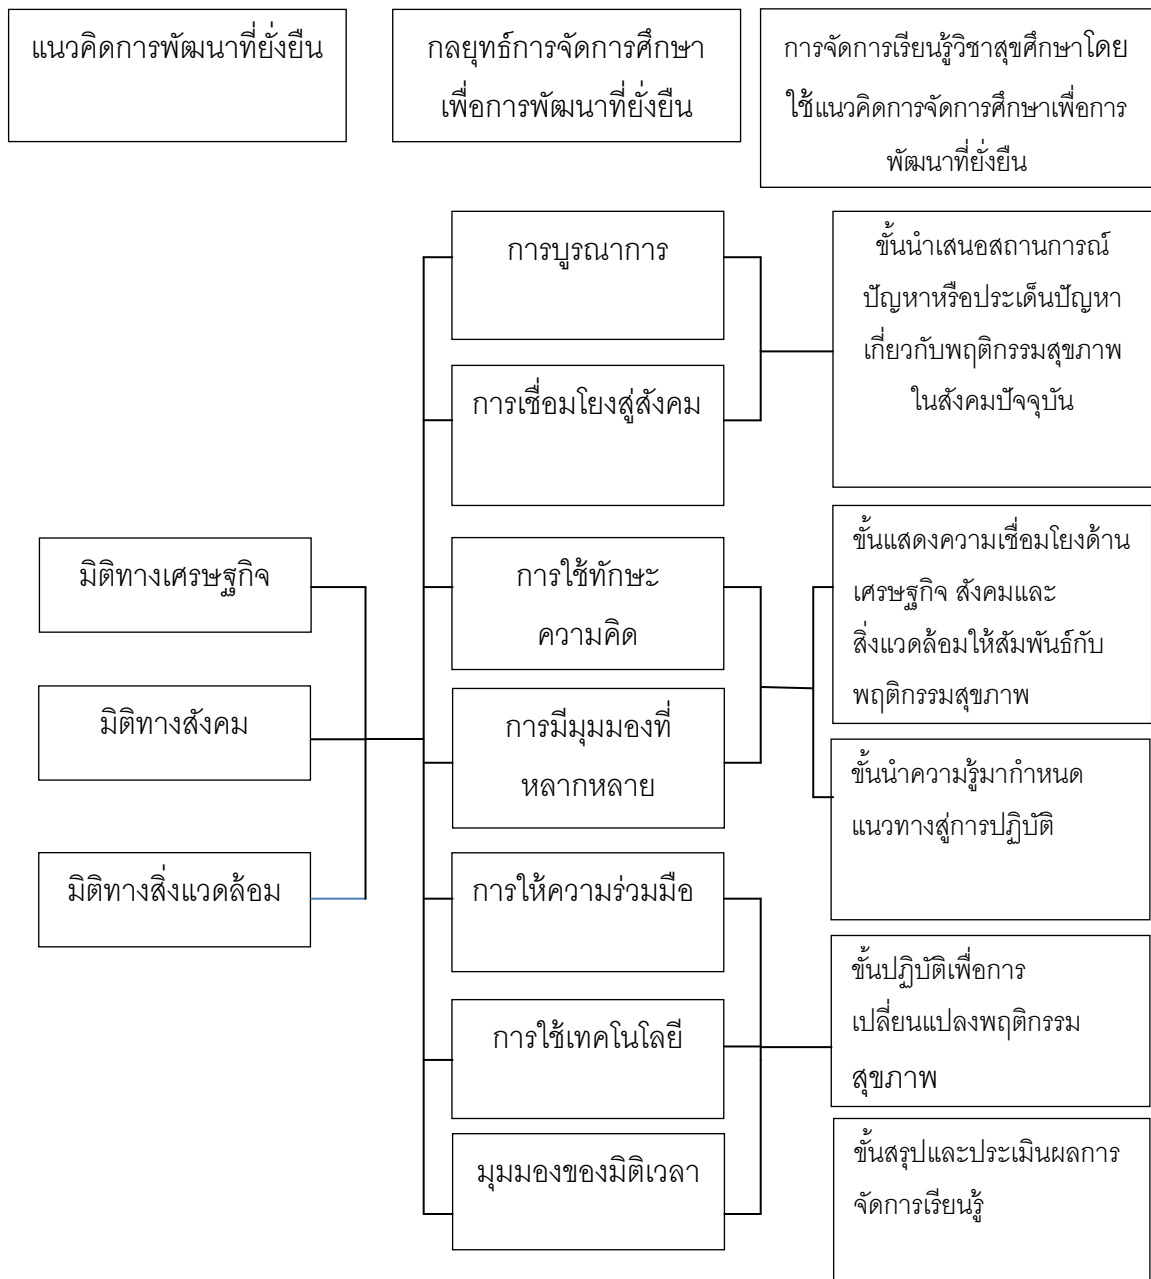 แนวคิดการพัฒนาที่ยั่งยืน
กลยุทธ์การจัดการศึกษา
เพื่อการพัฒนาที่ยั่งยืน
การจัดการเรียนรู้วิชาสุขศึกษาโดย
ใช้แนวคิดการจัดการศึกษาเพื่อการ
พัฒนาที่ยั่งยืน
มิติทางเศรษฐกิจ
มิติทางสังคม
มิติทางสิ่งแวดล้อม
การบูรณาการ
การเชื่อมโยงสู่สังคม
การใช้ทักษะ
ความคิด
การมีมุมมองที่
หลากหลาย
การให้ความร่วมมือ
การใช้เทคโนโลยี
มุมมองของมิติเวลา
ขั้นนำเสนอสถานการณ์
ปัญหาหรือประเด็นปัญหา
เกี่ยวกับพฤติกรรมสุขภาพ
ในสังคมปัจจุบัน
ขั้นแสดงความเชื่อมโยงด้าน
เศรษฐกิจ สังคมและ
สิ่งแวดล้อมให้สัมพันธ์กับ
พฤติกรรมสุขภาพ
ขั้นนำความรู้มากำหนด
แนวทางสู่การปฏิบัติ
ขั้นปฏิบัติเพื่อการ
เปลี่ยนแปลงพฤติกรรม
สุขภาพ
ขั้นสรุปและประเมินผลการ
จัดการเรียนรู้